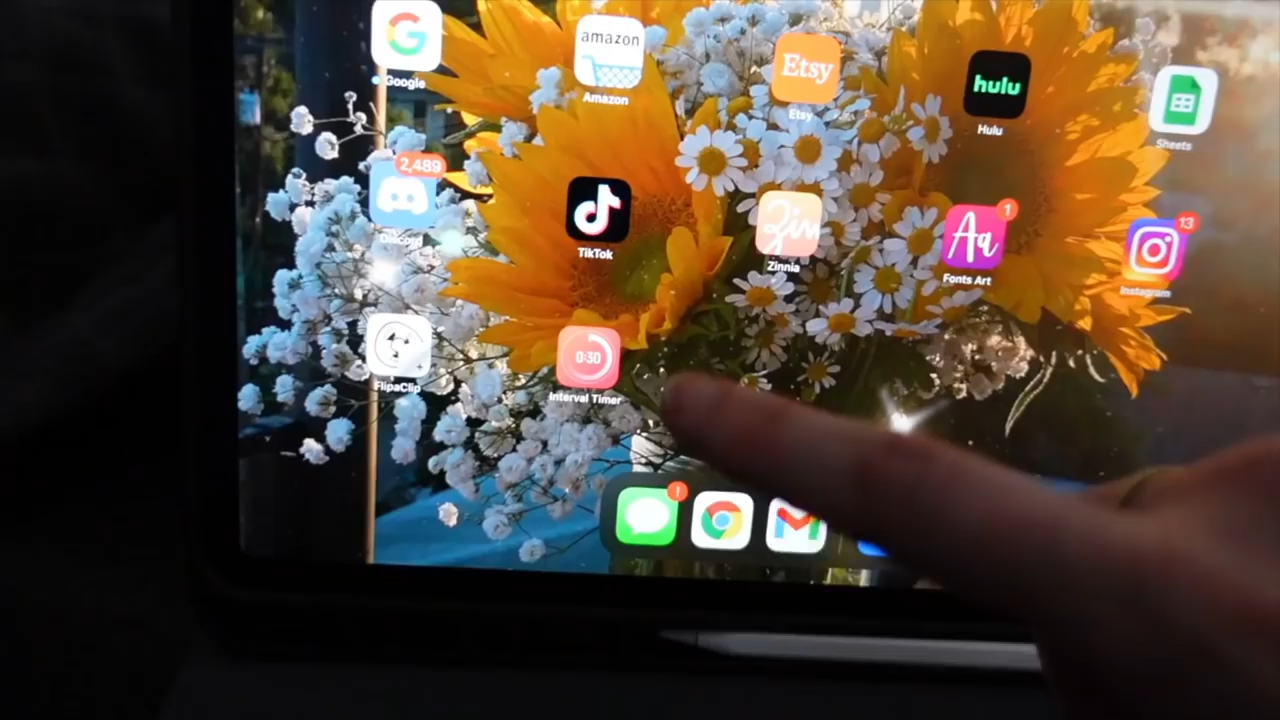 Google
amazon
Amazon
Etsy
Etsy
hulu
Hulu
Sheets
2,489
Discord
TikTok
Zinnia
1
Aa
Fonts Art
13
Instagram
FlipaClip
0:30
Interval Timer
!